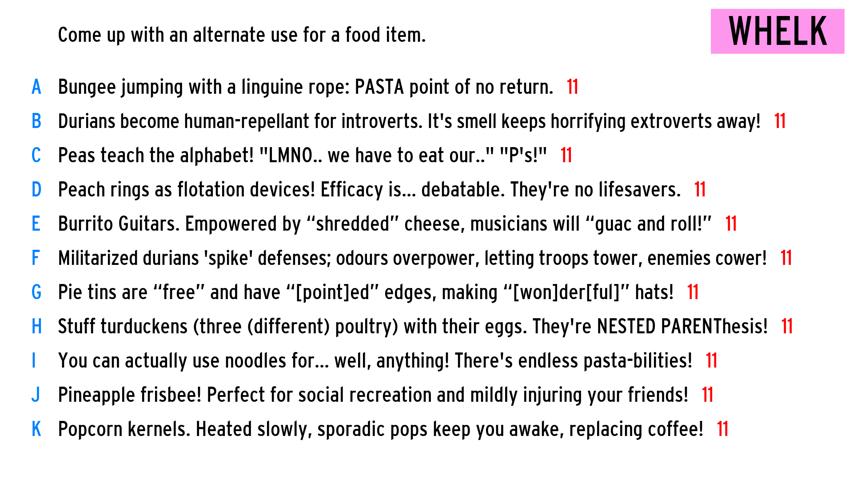 Come up with an alternate use for a food item.
WHELK
A Bungee jumping with a linguine rope: PASTA point of no return. 11
B Durians become human-repellant for introverts. It's smell keeps horrifying extroverts away! 11
C Peas teach the alphabet! "LMNO.. we have to eat our.." "P's!" 11
D Peach rings as flotation devices! Efficacy is... debatable. They're no lifesavers. 11
E Burrito Guitars. Empowered by “shredded” cheese, musicians will “guac and roll!” 11
F Militarized durians 'spike' defenses; odours overpower, letting troops tower, enemies cower! 11
G Pie tins are “free” and have “[point]ed” edges, making “[won]der[ful]” hats! 11
H Stuff turduckens (three (different) poultry) with their eggs. They're NESTED PARENThesis! 11
I You can actually use noodles for... well, anything! There's endless pasta-bilities! 11
J Pineapple frisbee! Perfect for social recreation and mildly injuring your friends! 11
K Popcorn kernels. Heated slowly, sporadic pops keep you awake, replacing coffee! 11